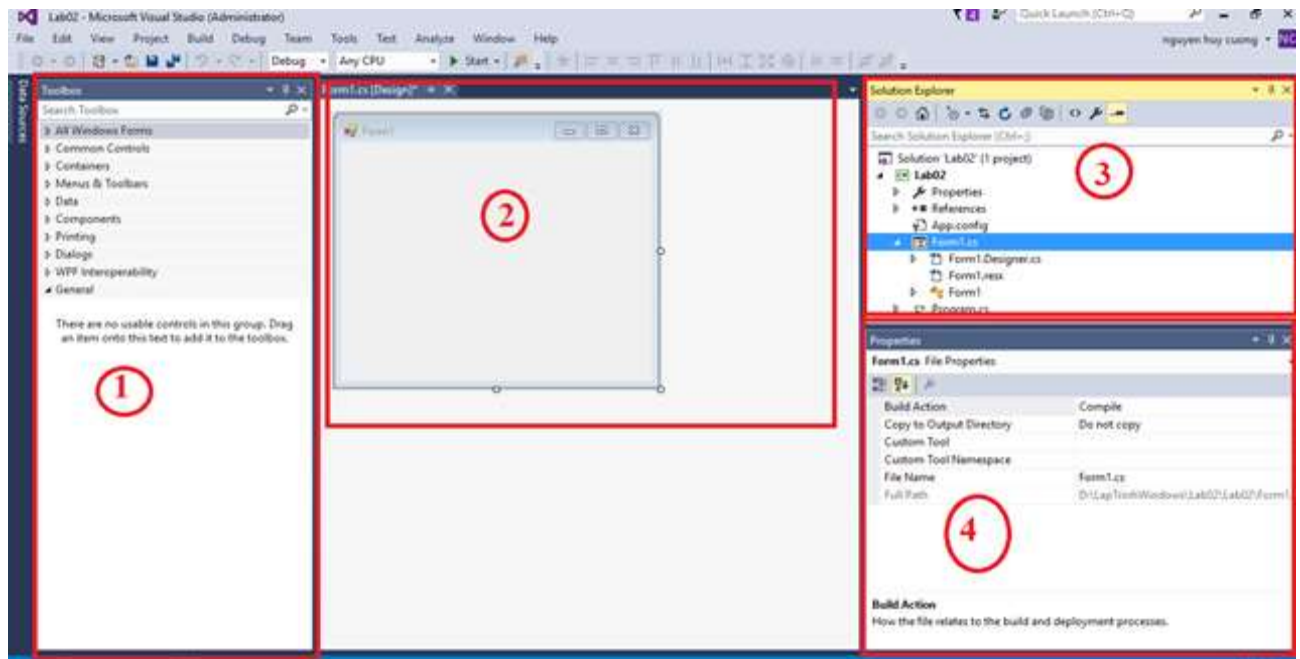 Lab02 - Microsoft Visual Studio (Administrator)
4
Quick Launch (Ctrl+Q)
File Edit View Project Build Debug Team Tools Test Analyze Window Help
nguyen huy cuong
NC
Debug Any CPU Start
Data Sources
Toolbox
Search Toolbox
All Windows Forms
Common Controls
Containers
Menus & Toolbars
Data
Components
Printing
Dialogs
WPF Interoperability
General
There are no usable controls in this group. Drag
an item onto this text to add it to the toolbox.
1
Form1.cs [Design]*
Form1
2
Solution Explorer
Search Solution Explorer (Ctrl+;)
Solution 'Lab02' (1 project)
Lab02
Properties
References
App.config
Form1.cs
Form1.Designer.cs
Form1.resx
Form1
Program.cs
3
Properties
Form1.cs File Properties
Build Action Compile
Copy to Output Directory Do not copy
Custom Tool
Custom Tool Namespace
File Name Form1.cs
Full Path D:\LapTrinhWindows\Lab02\Lab02\Form1.
4
Build Action
How the file relates to the build and deployment processes.